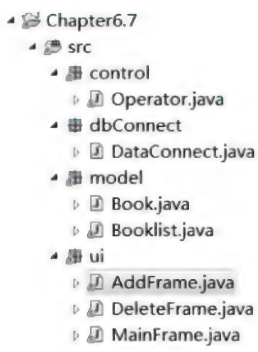 Chapter6.7
src
control
Operator.java
dbConnect
DataConnect.java
model
Book.java
Booklist.java
ui
AddFrame.java
DeleteFrame.java
MainFrame.java